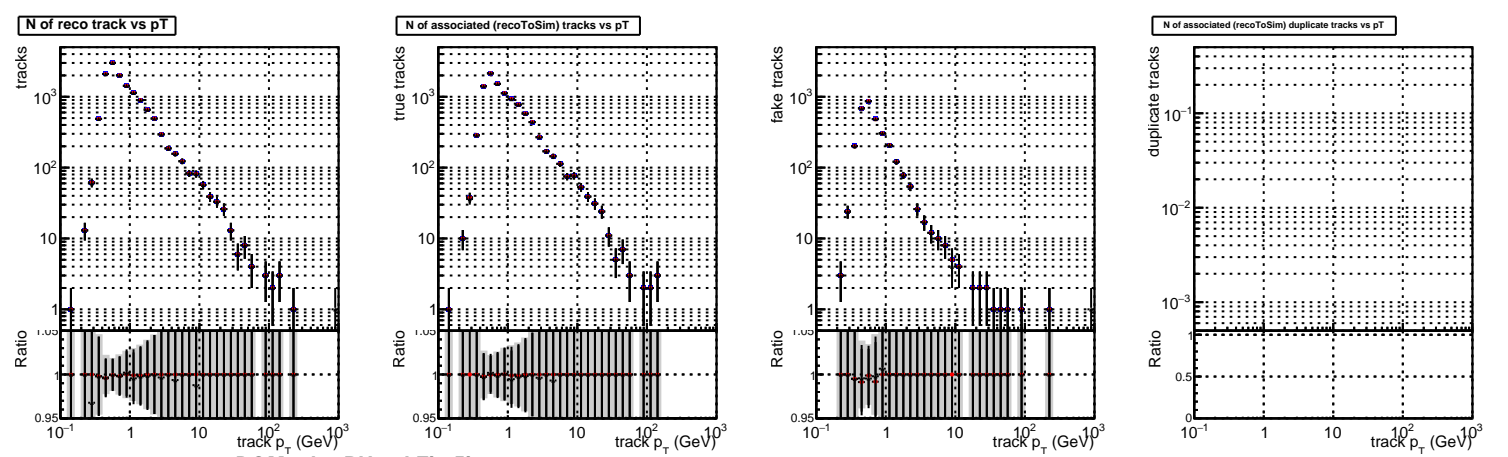 N of reco track vs pT
tracks
10³
10²
10
1
Ratio
1.05
1
0.95
10⁻¹ 1 10 10² 10³
track p_T (GeV)
N of associated (recoToSim) tracks vs pT
true tracks
10³
10²
10
1
Ratio
1.05
1
0.95
10⁻¹ 1 10 10² 10³
track p_T (GeV)
fake tracks
10³
10²
10
1
Ratio
1.05
1
0.95
10⁻¹ 1 10 10² 10³
track p_T (GeV)
N of associated (recoToSim) duplicate tracks vs pT
duplicate tracks
10⁻¹
10⁻²
10⁻³
Ratio
1
0.5
0
10⁻¹ 1 10 10² 10³
track p_T (GeV)